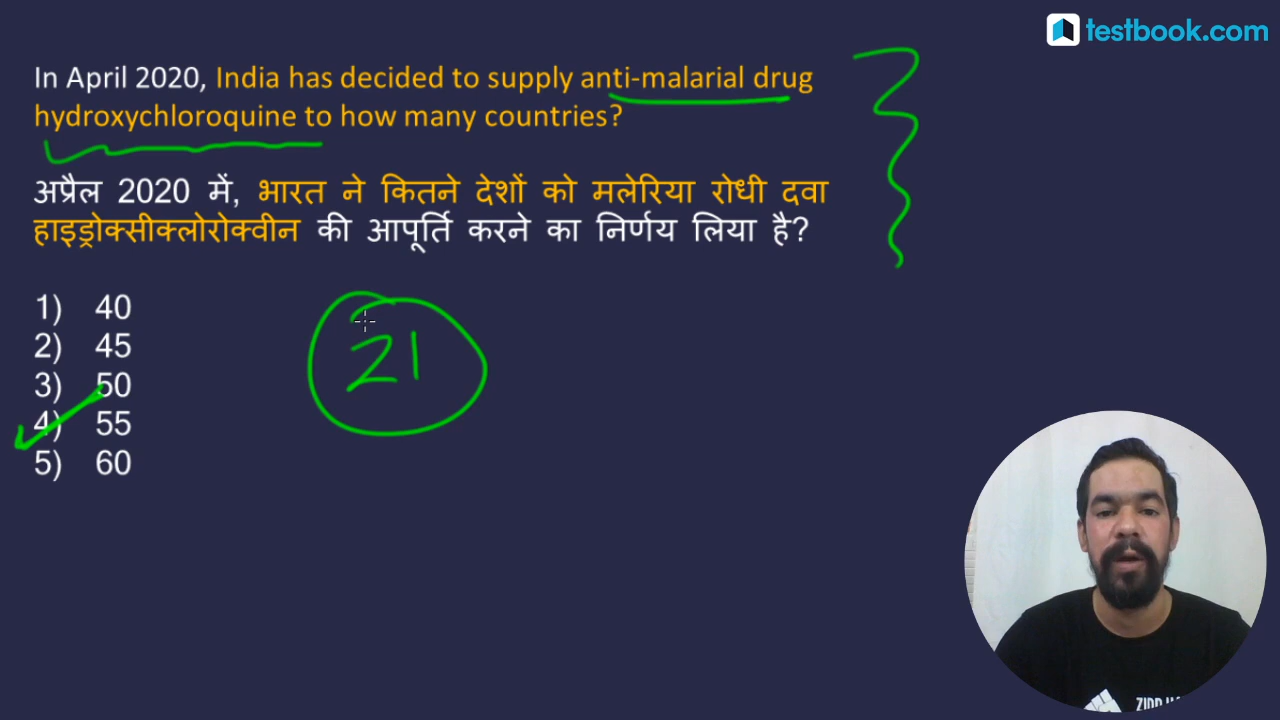 testbook.com
In April 2020, India has decided to supply anti-malarial drug
hydroxychloroquine to how many countries?
अप्रैल 2020 में, भारत ने कितने देशों को मलेरिया रोधी दवा
हाइड्रोक्सीक्लोरोक्वीन की आपूर्ति करने का निर्णय लिया है?
1) 40
2) 45
3) 50
4) 55
5) 60
21